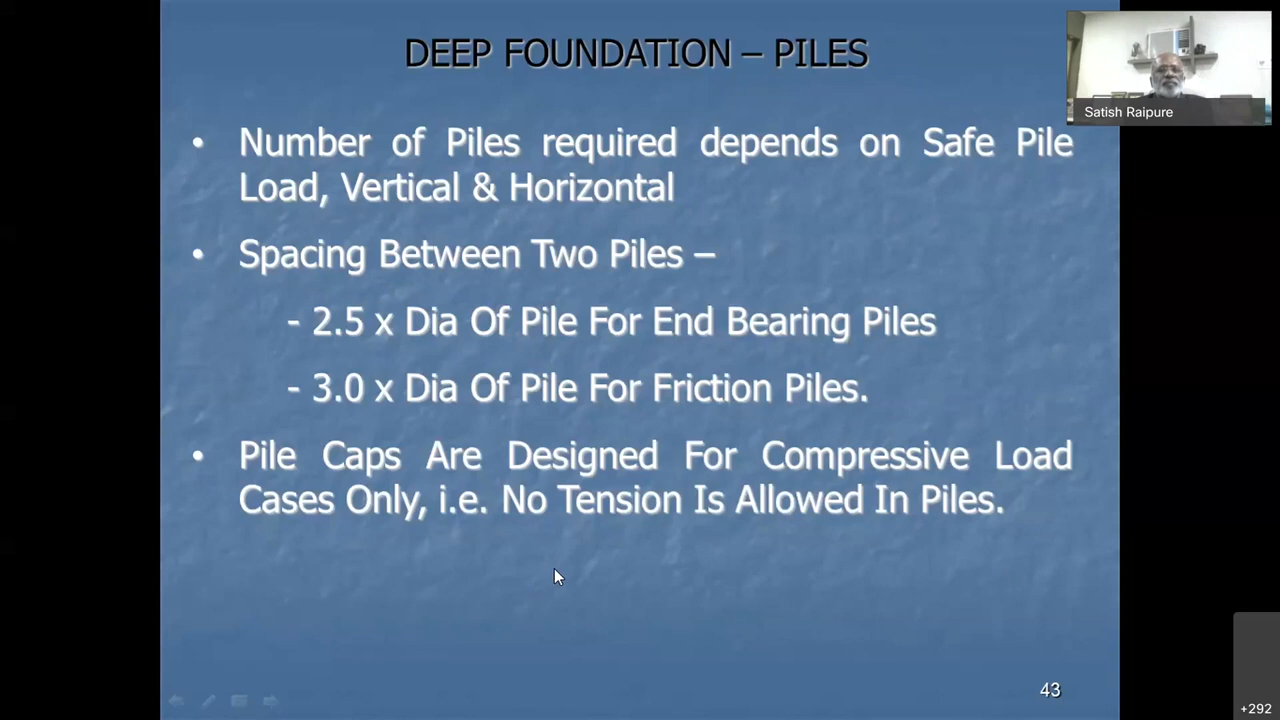 DEEP FOUNDATION – PILES
Satish Raipure
• Number of Piles required depends on Safe Pile
Load, Vertical & Horizontal
• Spacing Between Two Piles –
- 2.5 x Dia Of Pile For End Bearing Piles
- 3.0 x Dia Of Pile For Friction Piles.
• Pile Caps Are Designed For Compressive Load
Cases Only, i.e. No Tension Is Allowed In Piles.
43
+292